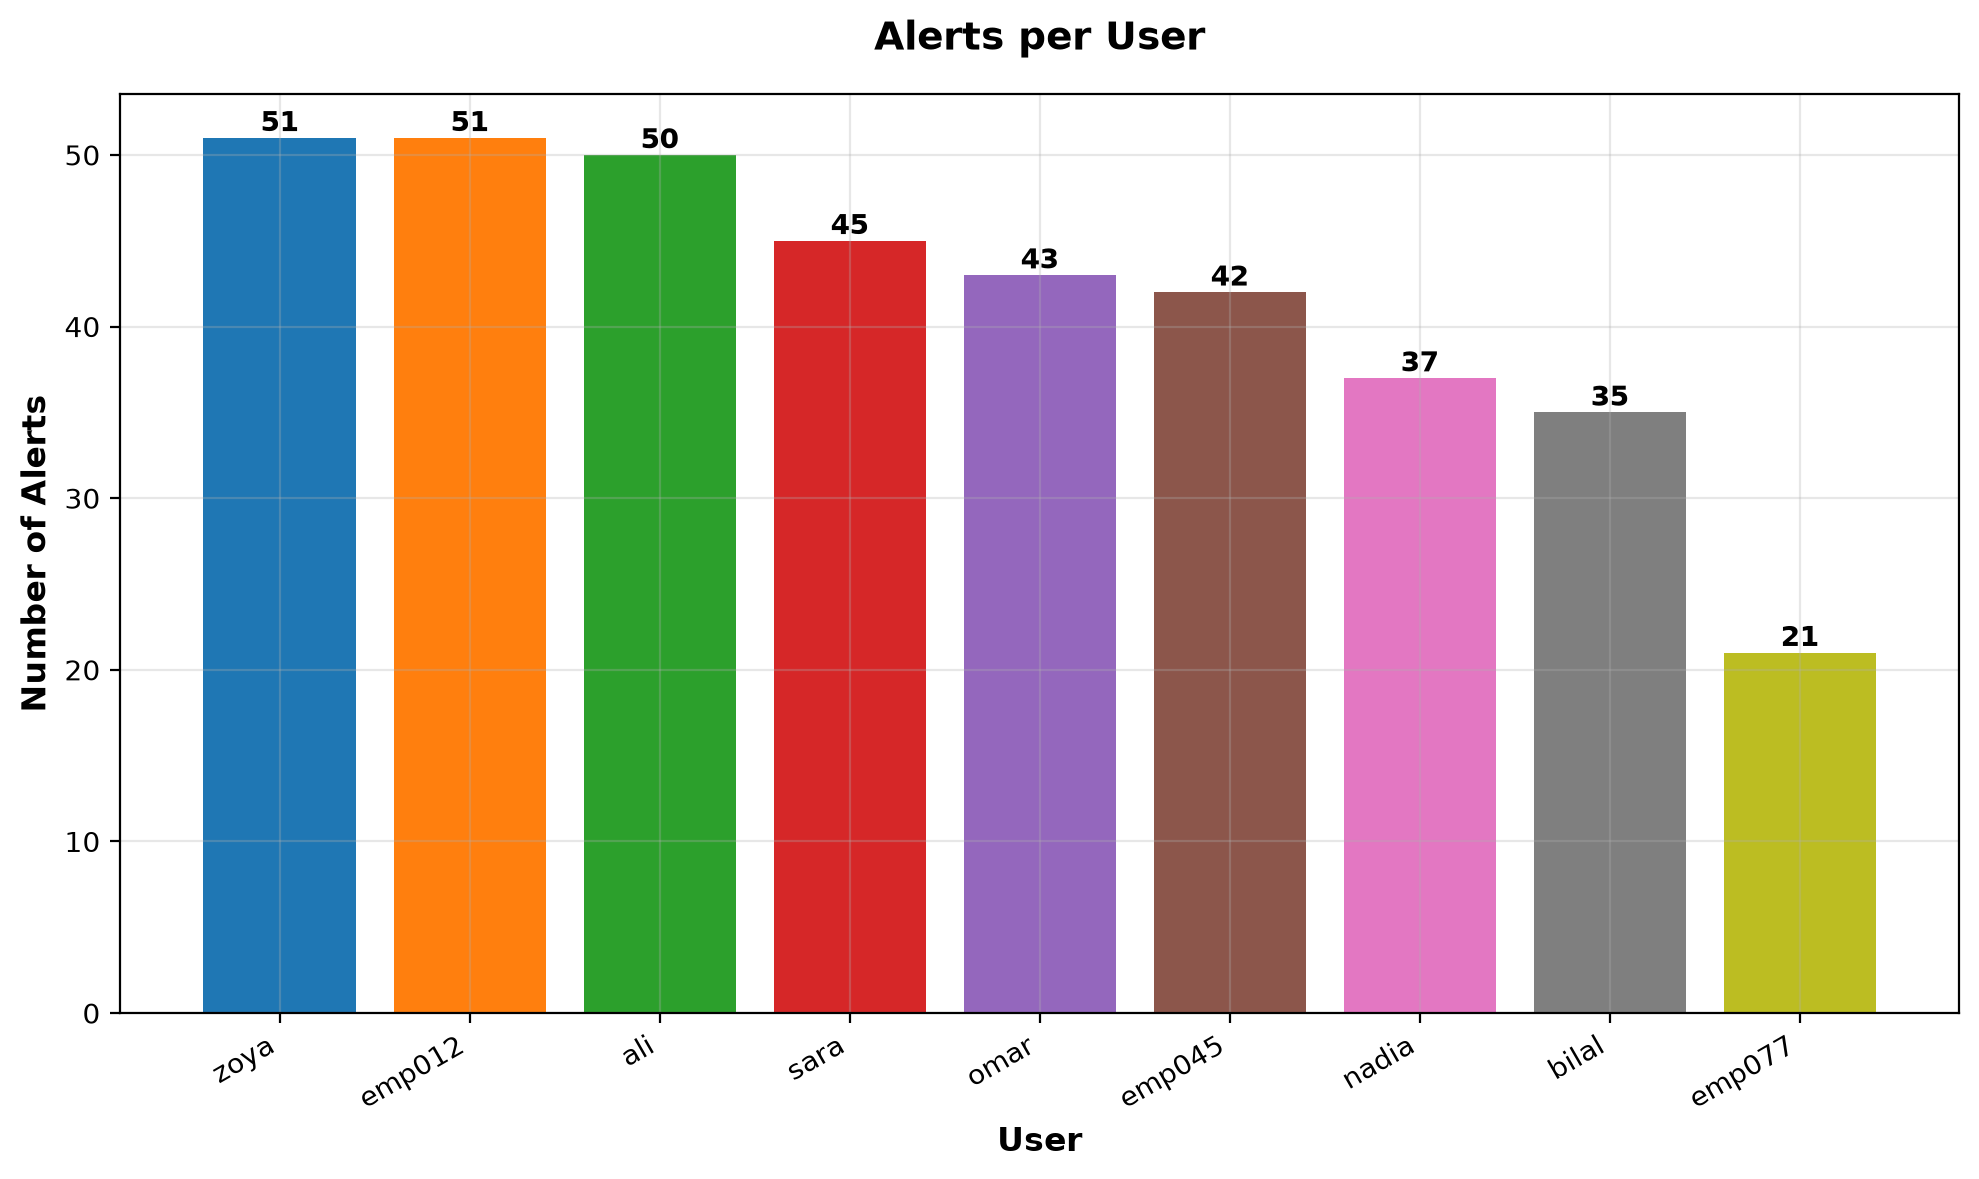 Alerts per User
51
51
50
45
43
42
37
35
21
50
40
30
20
10
0
Number of Alerts
zoya
emp012
ali
sara
omar
emp045
nadia
bilal
emp077
User